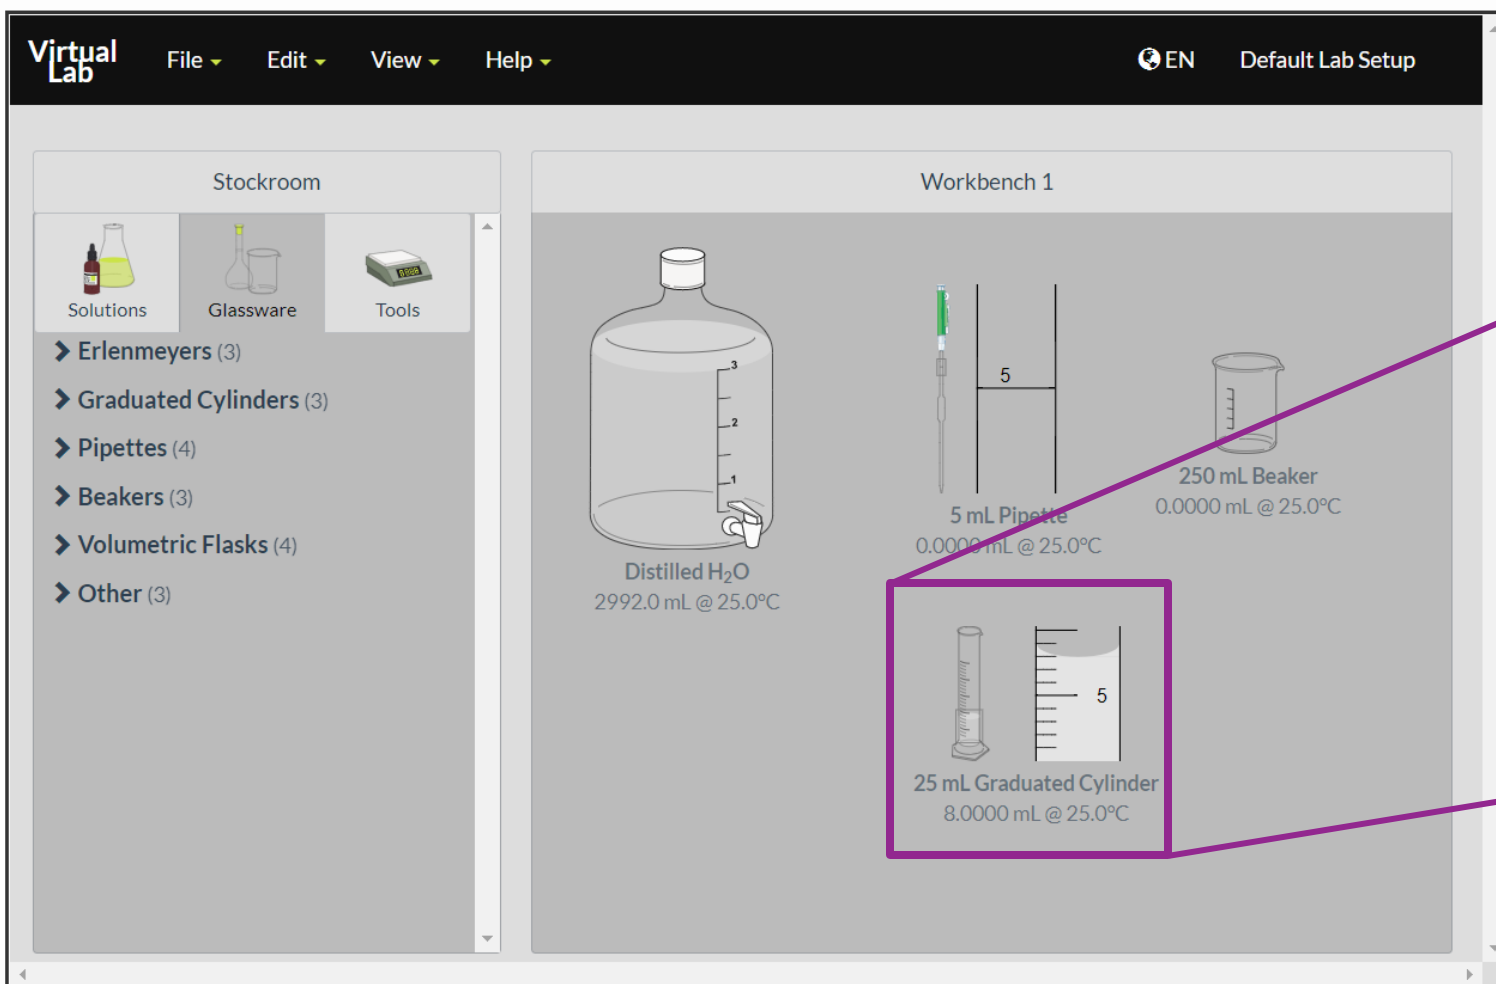 Virtual Lab
File
Edit
View
Help
EN
Default Lab Setup
Stockroom
Solutions
Glassware
Tools
Erlenmeyers (3)
Graduated Cylinders (3)
Pipettes (4)
Beakers (3)
Volumetric Flasks (4)
Other (3)
Workbench 1
3
2
1
Distilled H₂O
2992.0 mL @ 25.0°C
5
5 mL Pipette
0.0000 mL @ 25.0°C
250 mL Beaker
0.0000 mL @ 25.0°C
5
25 mL Graduated Cylinder
8.0000 mL @ 25.0°C